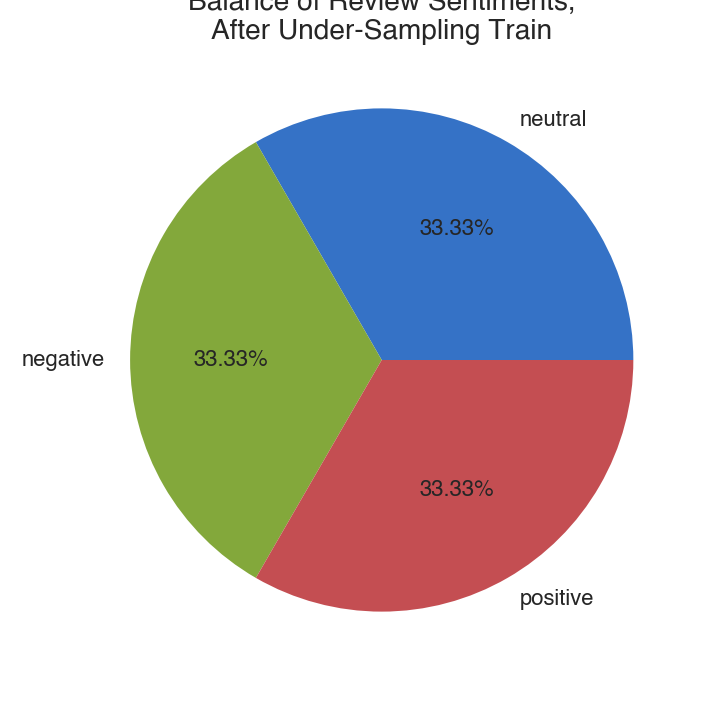 Balance of Review Sentiments,
After Under-Sampling Train
neutral
33.33%
negative
33.33%
33.33%
positive